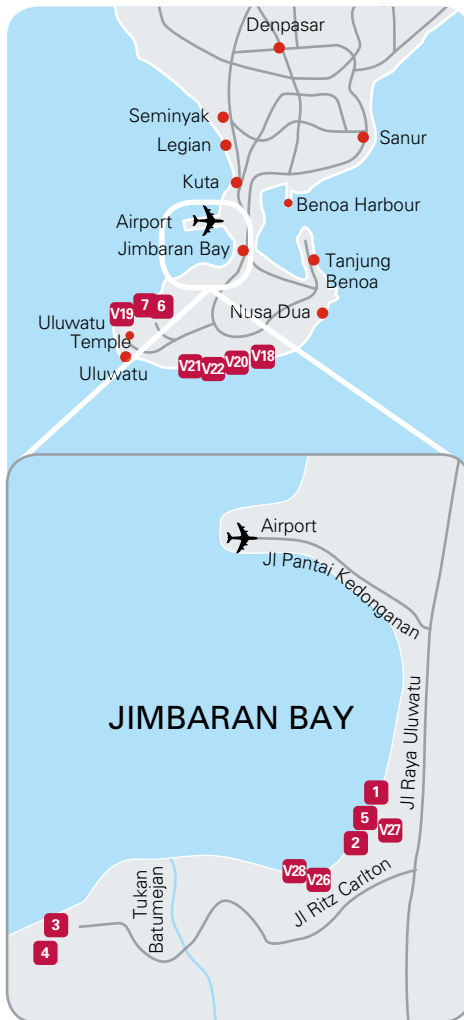 Denpasar
Seminyak
Legian
Sanur
Kuta
Benoa Harbour
Airport
Jimbaran Bay
Tanjung
Benoa
V19
7
6
Nusa Dua
Uluwatu
Temple
Uluwatu
V21
V22
V20
V18
Airport
Jl Pantai Kedonganan
JIMBARAN BAY
Jl Raya Uluwatu
1
5
V27
2
V28
V26
Jl Ritz Carlton
Tukan
Batumejan
3
4